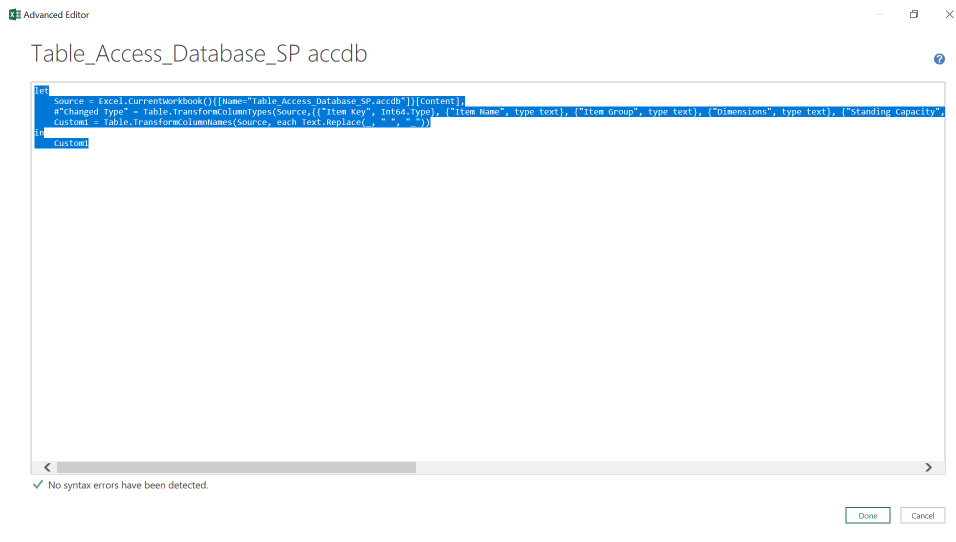 Advanced Editor
Table_Access_Database_SP accdb
let
Source = Excel.CurrentWorkbook(){[Name="Table_Access_Database_SP.accdb"]}[Content],
#"Changed Type" = Table.TransformColumnTypes(Source,{{"Item Key", Int64.Type}, {"Item Name", type text}, {"Item Group", type text}, {"Dimensions", type text}, {"Standing Capacity",
Custom1 = Table.TransformColumnNames(Source, each Text.Replace(_, " ", "_"))
in
Custom1
No syntax errors have been detected.
Done
Cancel